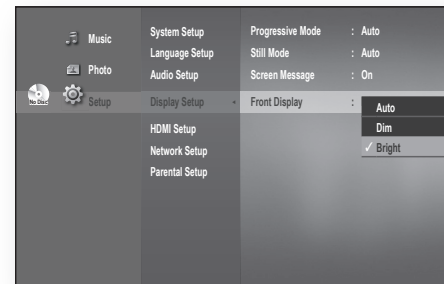 Music
Photo
No Disc
Setup
System Setup
Language Setup
Audio Setup
Display Setup
HDMI Setup
Network Setup
Parental Setup
Progressive Mode : Auto
Still Mode : Auto
Screen Message : On
Front Display :
Auto
Dim
✓ Bright